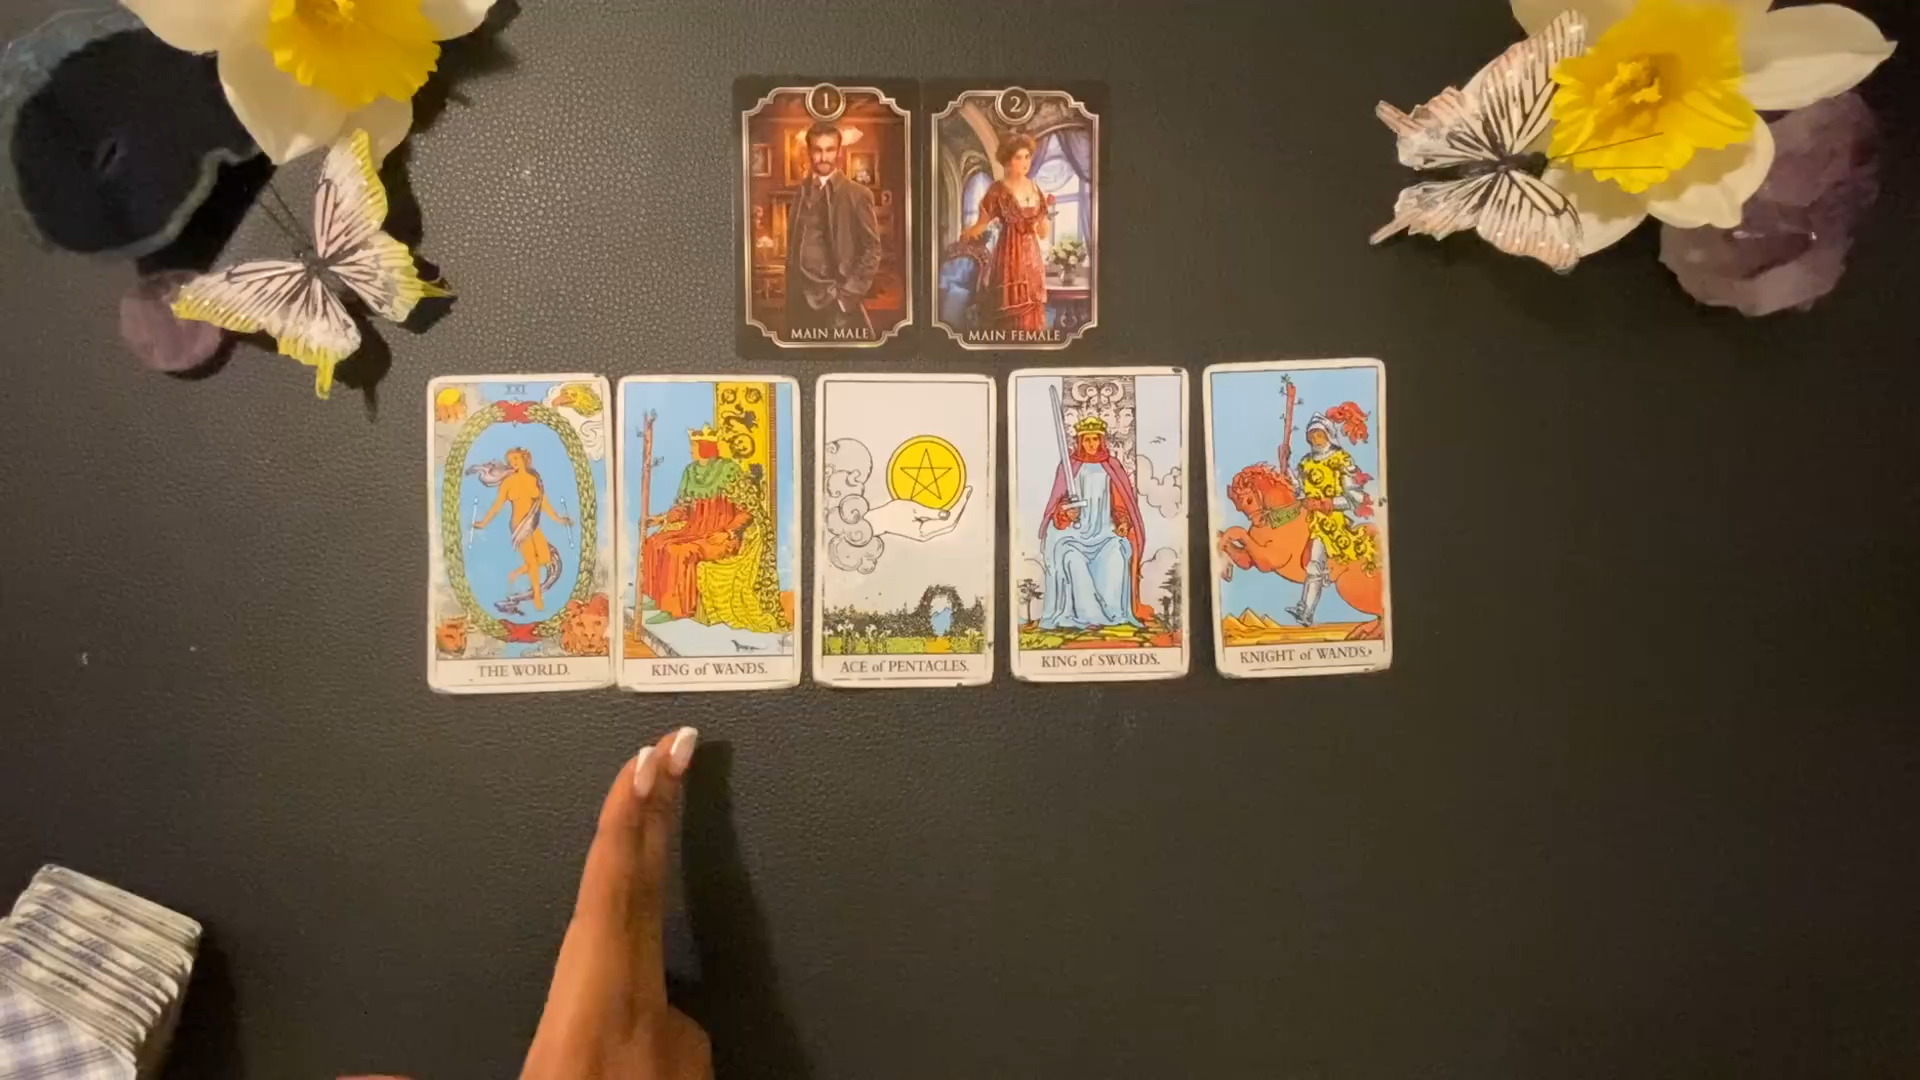 1
2
MAIN MALE
MAIN FEMALE
XXI
THE WORLD.
KING of WANDS.
ACE of PENTACLES.
KING of SWORDS.
KNIGHT of WANDS.